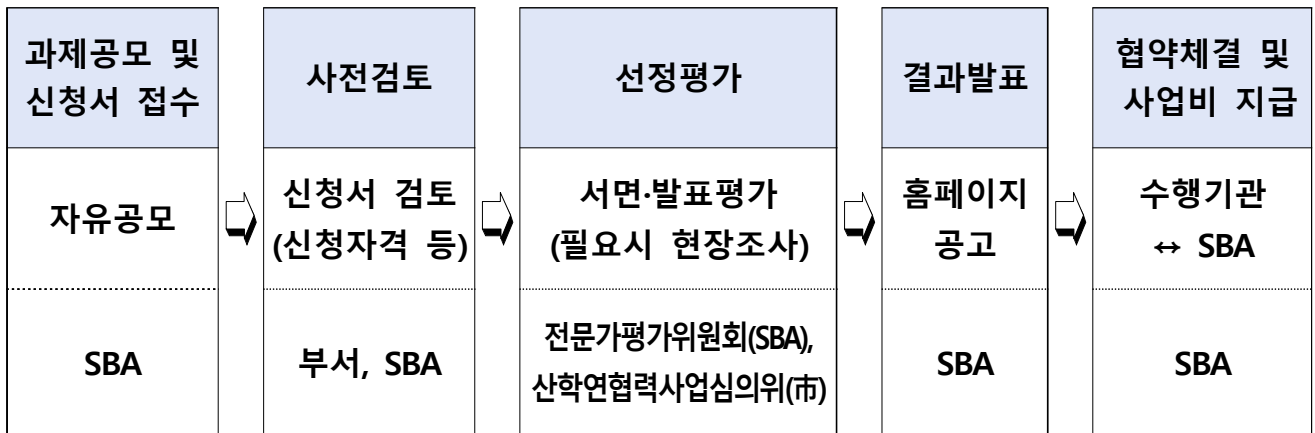 과제공모 및
신청서 접수
자유공모
SBA
사전검토
신청서 검토
(신청자격 등)
부서, SBA
선정평가
서면·발표평가
(필요시 현장조사)
전문가평가위원회(SBA),
산학연협력사업심의위(市)
결과발표
홈페이지
공고
SBA
협약체결 및
사업비 지급
수행기관
↔ SBA
SBA